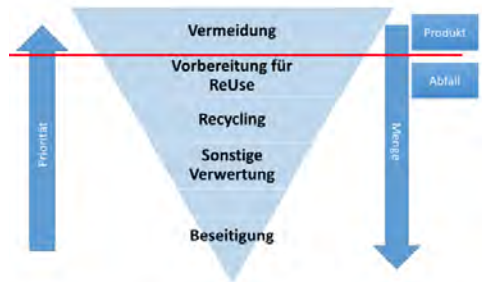 Vermeidung
Produkt
Vorbereitung für
ReUse
Abfall
Recycling
Priorität
Menge
Sonstige
Verwertung
Beseitigung